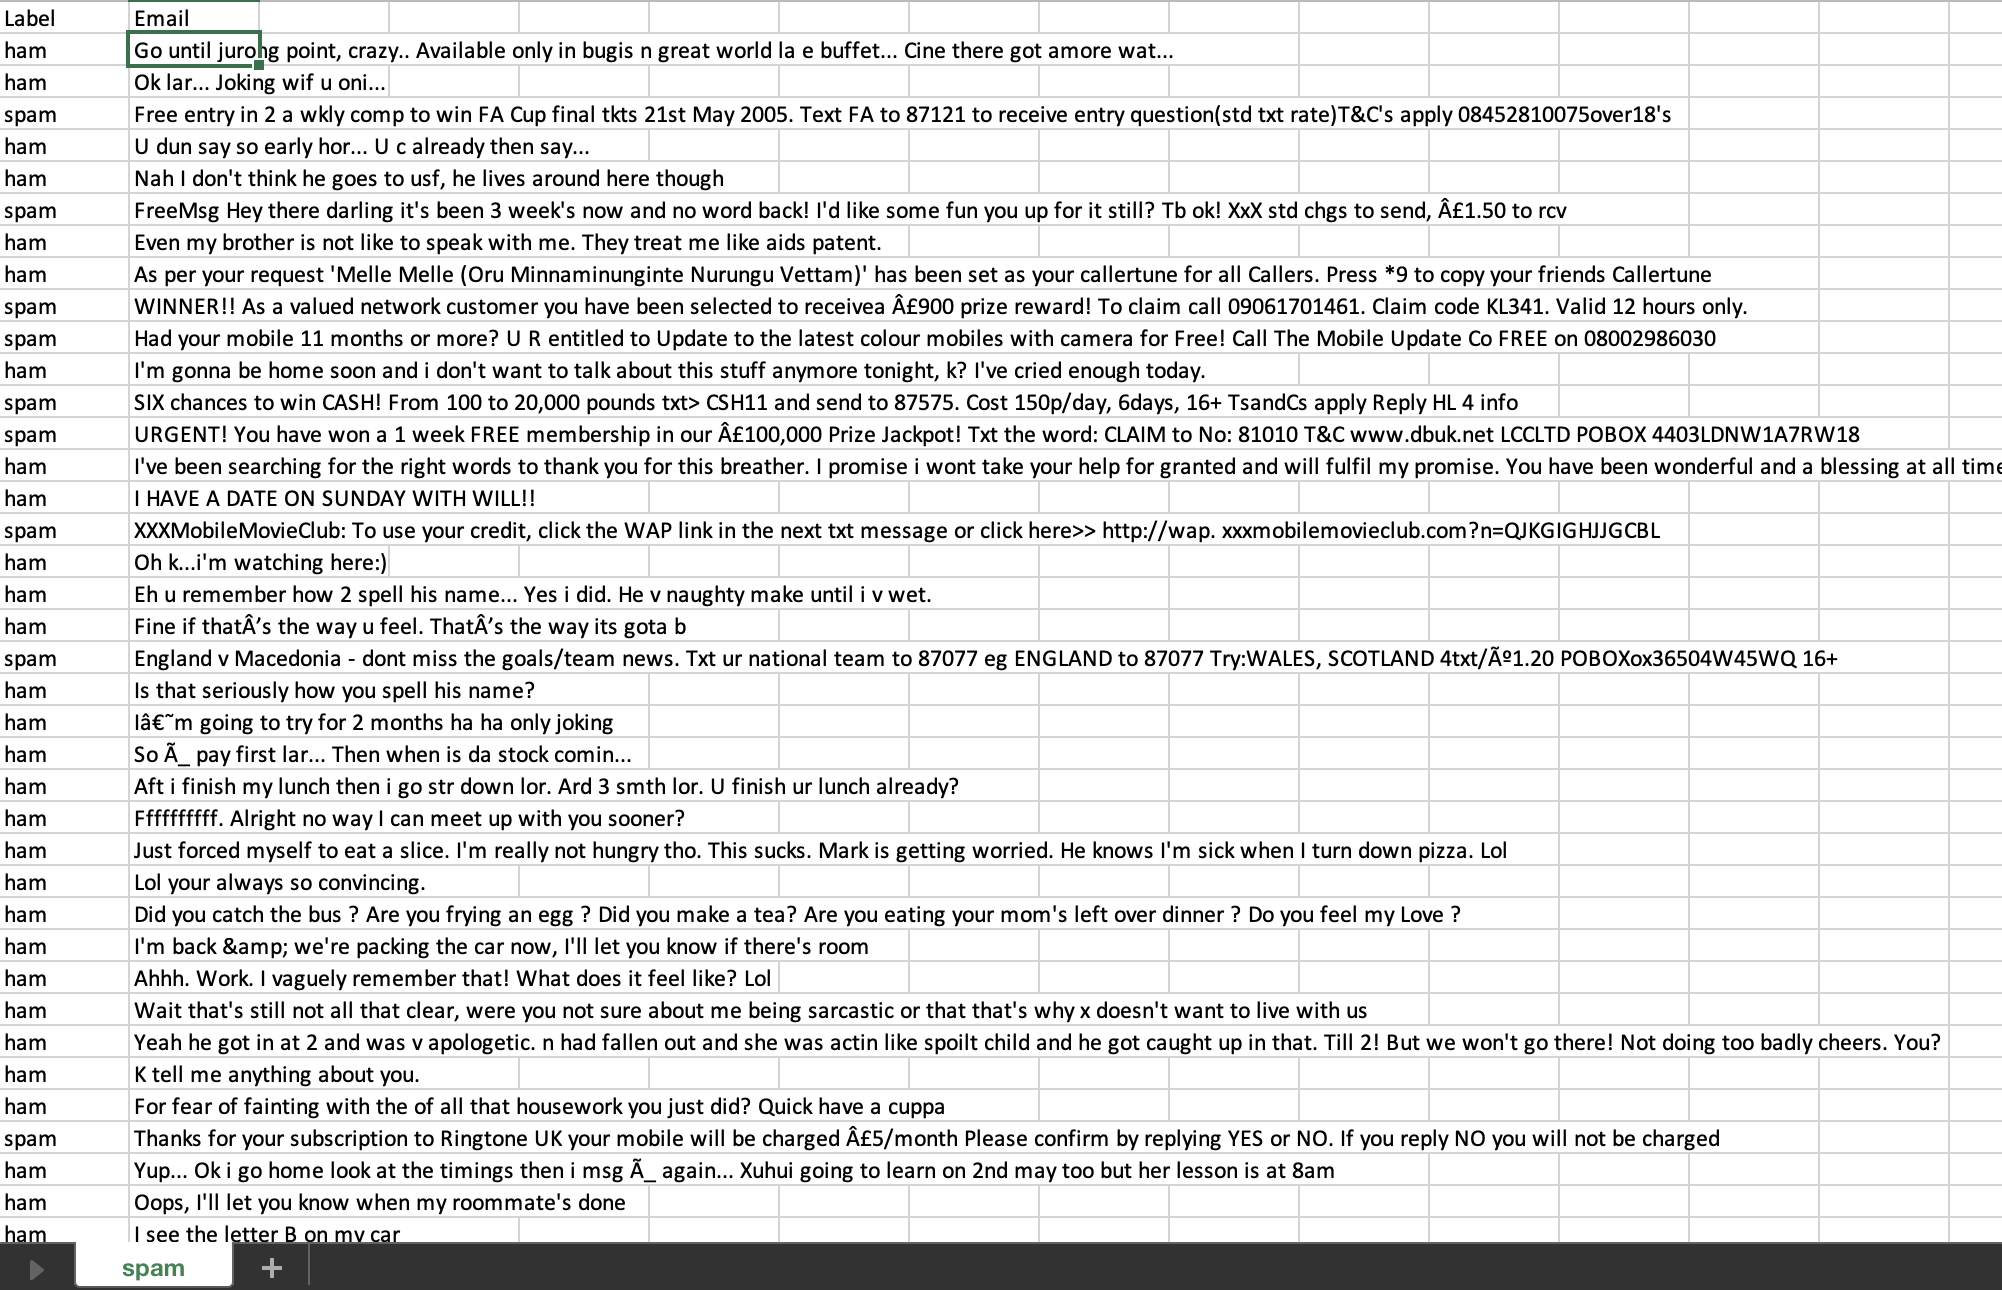 Label Email
ham Go until jurong point, crazy.. Available only in bugis n great world la e buffet... Cine there got amore wat...
ham Ok lar... Joking wif u oni...
spam Free entry in 2 a wkly comp to win FA Cup final tkts 21st May 2005. Text FA to 87121 to receive entry question(std txt rate)T&C's apply 08452810075over18's
ham U dun say so early hor... U c already then say...
ham Nah I don't think he goes to usf, he lives around here though
spam FreeMsg Hey there darling it's been 3 week's now and no word back! I'd like some fun you up for it still? Tb ok! XxX std chgs to send, Â£1.50 to rcv
ham Even my brother is not like to speak with me. They treat me like aids patent.
ham As per your request 'Melle Melle (Oru Minnaminunginte Nurungu Vettam)' has been set as your callertune for all Callers. Press *9 to copy your friends Callertune
spam WINNER!! As a valued network customer you have been selected to receivea Â£900 prize reward! To claim call 09061701461. Claim code KL341. Valid 12 hours only.
spam Had your mobile 11 months or more? U R entitled to Update to the latest colour mobiles with camera for Free! Call The Mobile Update Co FREE on 08002986030
ham I'm gonna be home soon and i don't want to talk about this stuff anymore tonight, k? I've cried enough today.
spam SIX chances to win CASH! From 100 to 20,000 pounds txt> CSH11 and send to 87575. Cost 150p/day, 6days, 16+ TsandCs apply Reply HL 4 info
spam URGENT! You have won a 1 week FREE membership in our Â£100,000 Prize Jackpot! Txt the word: CLAIM to No: 81010 T&C www.dbuk.net LCCLTD POBOX 4403LDNW1A7RW18
ham I've been searching for the right words to thank you for this breather. I promise i wont take your help for granted and will fulfil my promise. You have been wonderful and a blessing at all time
ham I HAVE A DATE ON SUNDAY WITH WILL!!
spam XXXMobileMovieClub: To use your credit, click the WAP link in the next txt message or click here>> http://wap. xxxmobilemovieclub.com?n=QJKGIGHJJGCBL
ham Oh k...i'm watching here:)
ham Eh u remember how 2 spell his name... Yes i did. He v naughty make until i v wet.
ham Fine if thatÂ’s the way u feel. ThatÂ’s the way its gota b
spam England v Macedonia - dont miss the goals/team news. Txt ur national team to 87077 eg ENGLAND to 87077 Try:WALES, SCOTLAND 4txt/Ãº1.20 POBOXox36504W45WQ 16+
ham Is that seriously how you spell his name?
ham Iâ€˜m going to try for 2 months ha ha only joking
ham So Ã_ pay first lar... Then when is da stock comin...
ham Aft i finish my lunch then i go str down lor. Ard 3 smth lor. U finish ur lunch already?
ham Ffffffffff. Alright no way I can meet up with you sooner?
ham Just forced myself to eat a slice. I'm really not hungry tho. This sucks. Mark is getting worried. He knows I'm sick when I turn down pizza. Lol
ham Lol your always so convincing.
ham Did you catch the bus ? Are you frying an egg ? Did you make a tea? Are you eating your mom's left over dinner ? Do you feel my Love ?
ham I'm back &amp; we're packing the car now, I'll let you know if there's room
ham Ahhh. Work. I vaguely remember that! What does it feel like? Lol
ham Wait that's still not all that clear, were you not sure about me being sarcastic or that that's why x doesn't want to live with us
ham Yeah he got in at 2 and was v apologetic. n had fallen out and she was actin like spoilt child and he got caught up in that. Till 2! But we won't go there! Not doing too badly cheers. You?
ham K tell me anything about you.
ham For fear of fainting with the of all that housework you just did? Quick have a cuppa
spam Thanks for your subscription to Ringtone UK your mobile will be charged Â£5/month Please confirm by replying YES or NO. If you reply NO you will not be charged
ham Yup... Ok i go home look at the timings then i msg Ã_ again... Xuhui going to learn on 2nd may too but her lesson is at 8am
ham Oops, I'll let you know when my roommate's done
ham I see the letter B on my car
spam +